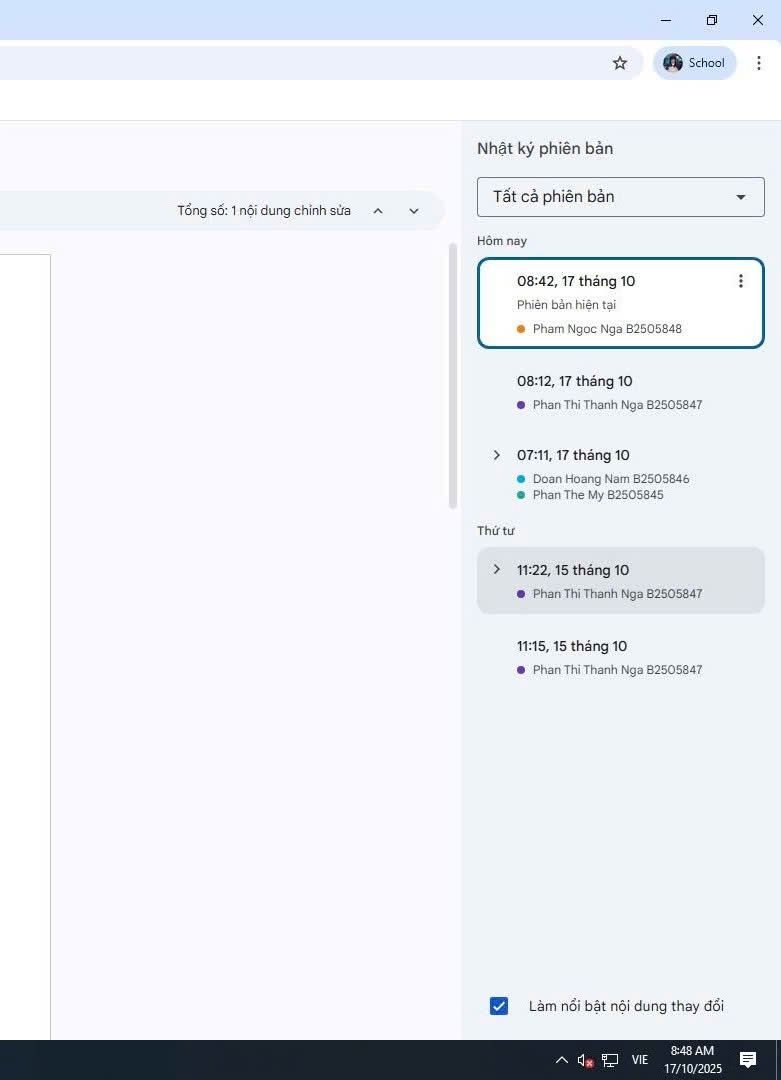 School
Nhật ký phiên bản
Tất cả phiên bản
Tổng số: 1 nội dung chỉnh sửa
Hôm nay
08:42, 17 tháng 10
Phiên bản hiện tại
Pham Ngoc Nga B2505848
08:12, 17 tháng 10
Phan Thi Thanh Nga B2505847
07:11, 17 tháng 10
Doan Hoang Nam B2505846
Phan The My B2505845
Thứ tư
11:22, 15 tháng 10
Phan Thi Thanh Nga B2505847
11:15, 15 tháng 10
Phan Thi Thanh Nga B2505847
Làm nổi bật nội dung thay đổi
VIE
8:48 AM
17/10/2025